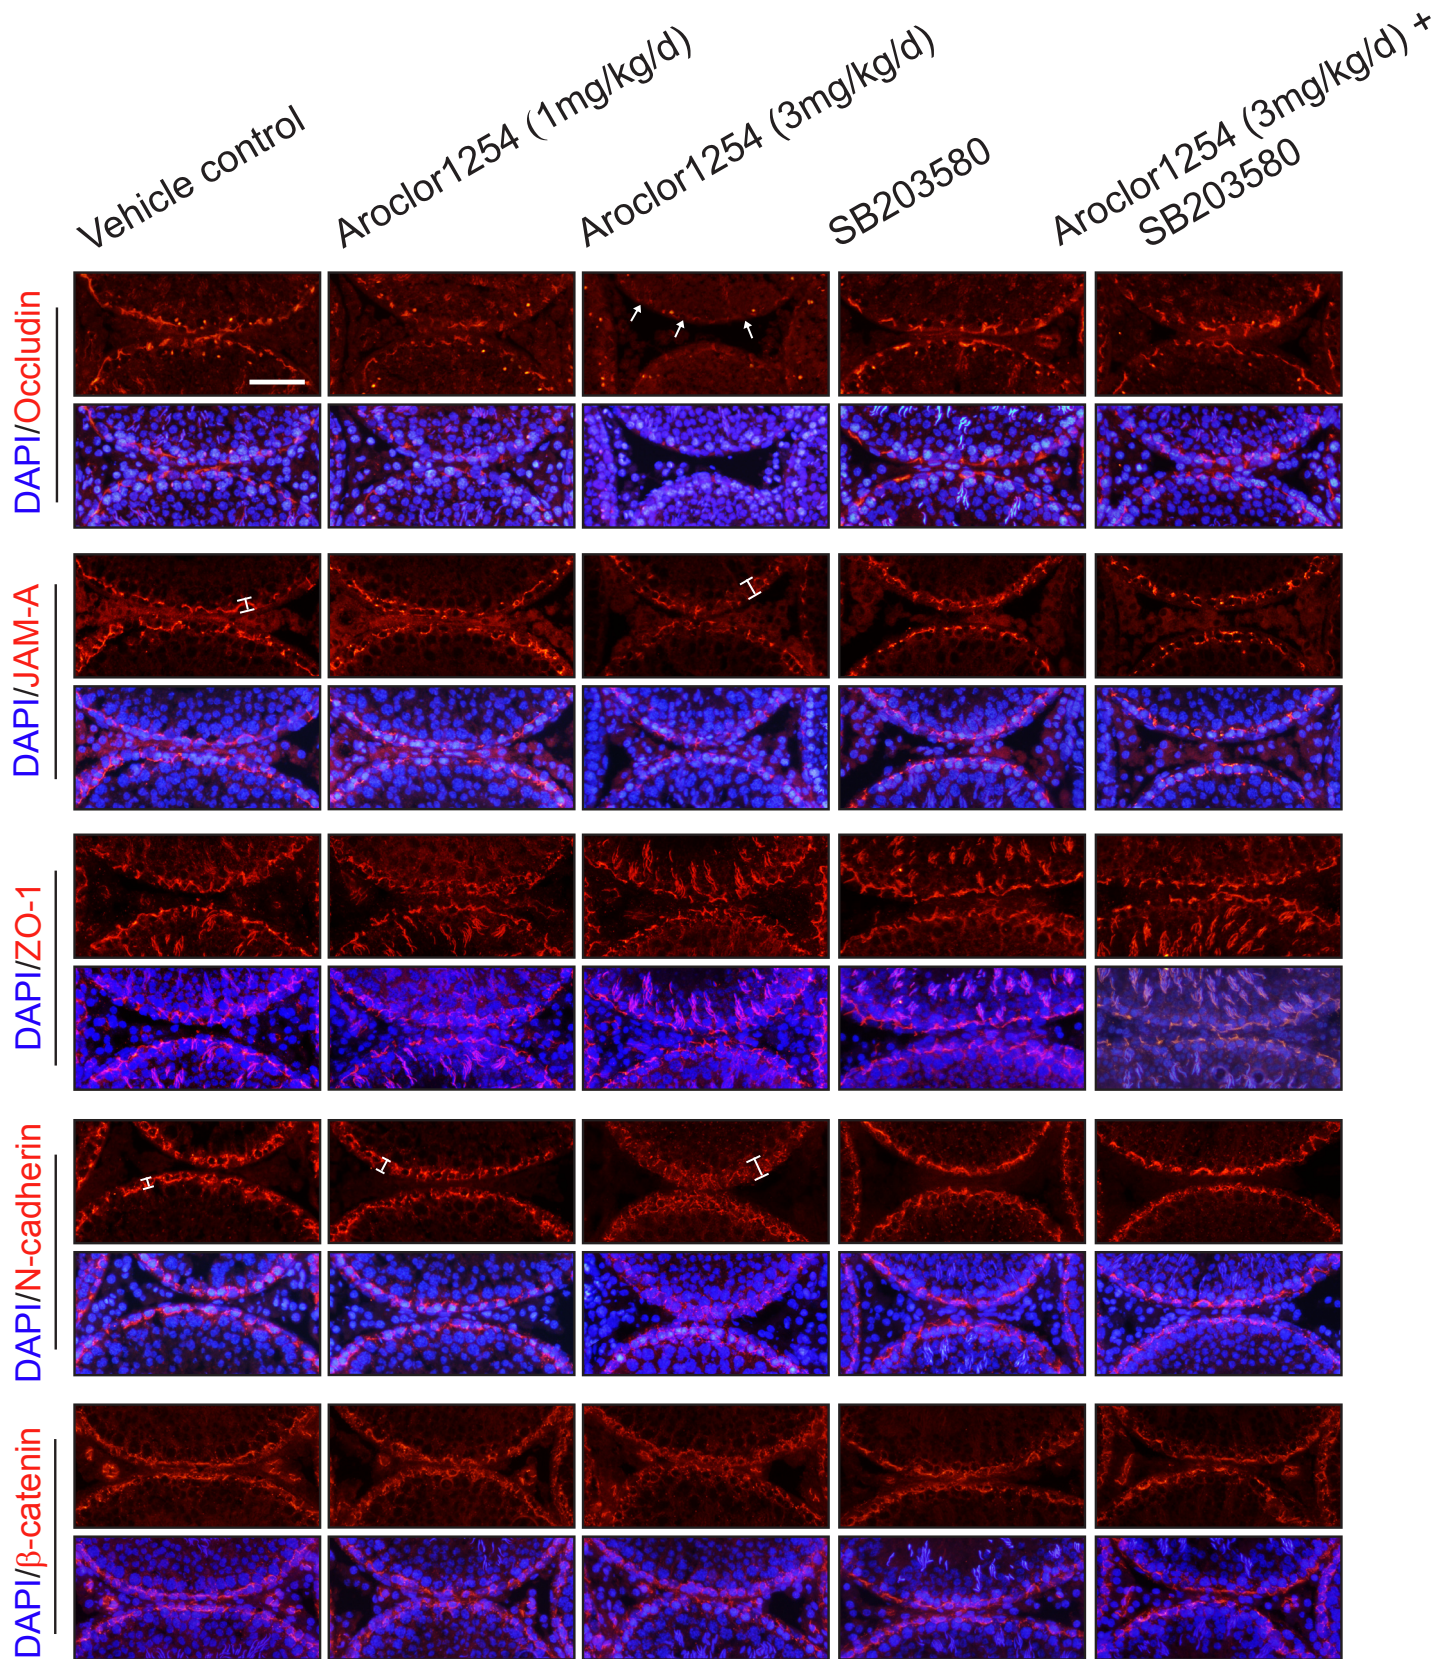 Vehicle control
Aroclor1254 (1mg/kg/d)
Aroclor1254 (3mg/kg/d)
SB203580
Aroclor1254 (3mg/kg/d) +
SB203580
DAPI/Occludin
DAPI/JAM-A
DAPI/ZO-1
DAPI/N-cadherin
DAPI/β-catenin